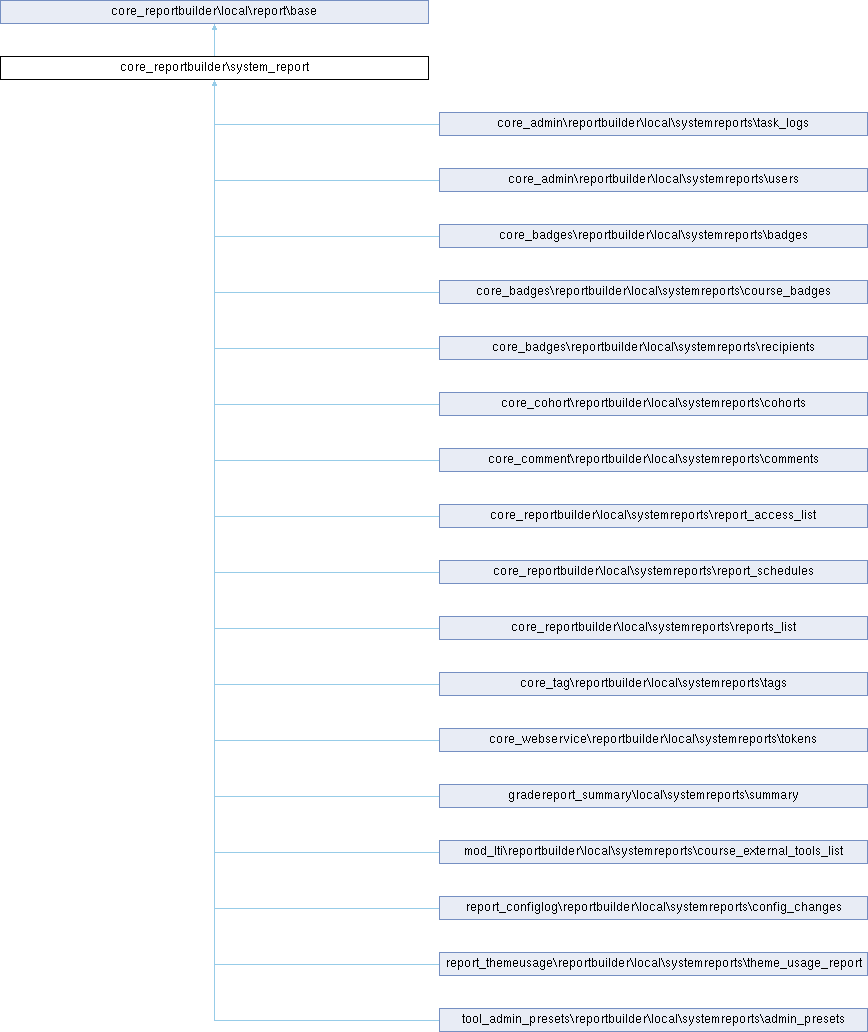 core_reportbuilder\local\report\base
core_reportbuilder\system_report
core_admin\reportbuilder\local\systemreports\task_logs
core_admin\reportbuilder\local\systemreports\users
core_badges\reportbuilder\local\systemreports\badges
core_badges\reportbuilder\local\systemreports\course_badges
core_badges\reportbuilder\local\systemreports\recipients
core_cohort\reportbuilder\local\systemreports\cohorts
core_comment\reportbuilder\local\systemreports\comments
core_reportbuilder\local\systemreports\report_access_list
core_reportbuilder\local\systemreports\report_schedules
core_reportbuilder\local\systemreports\reports_list
core_tag\reportbuilder\local\systemreports\tags
core_webservice\reportbuilder\local\systemreports\tokens
gradereport_summary\local\systemreports\summary
mod_lti\reportbuilder\local\systemreports\course_external_tools_list
report_configlog\reportbuilder\local\systemreports\config_changes
report_themeusage\reportbuilder\local\systemreports\theme_usage_report
tool_admin_presets\reportbuilder\local\systemreports\admin_presets